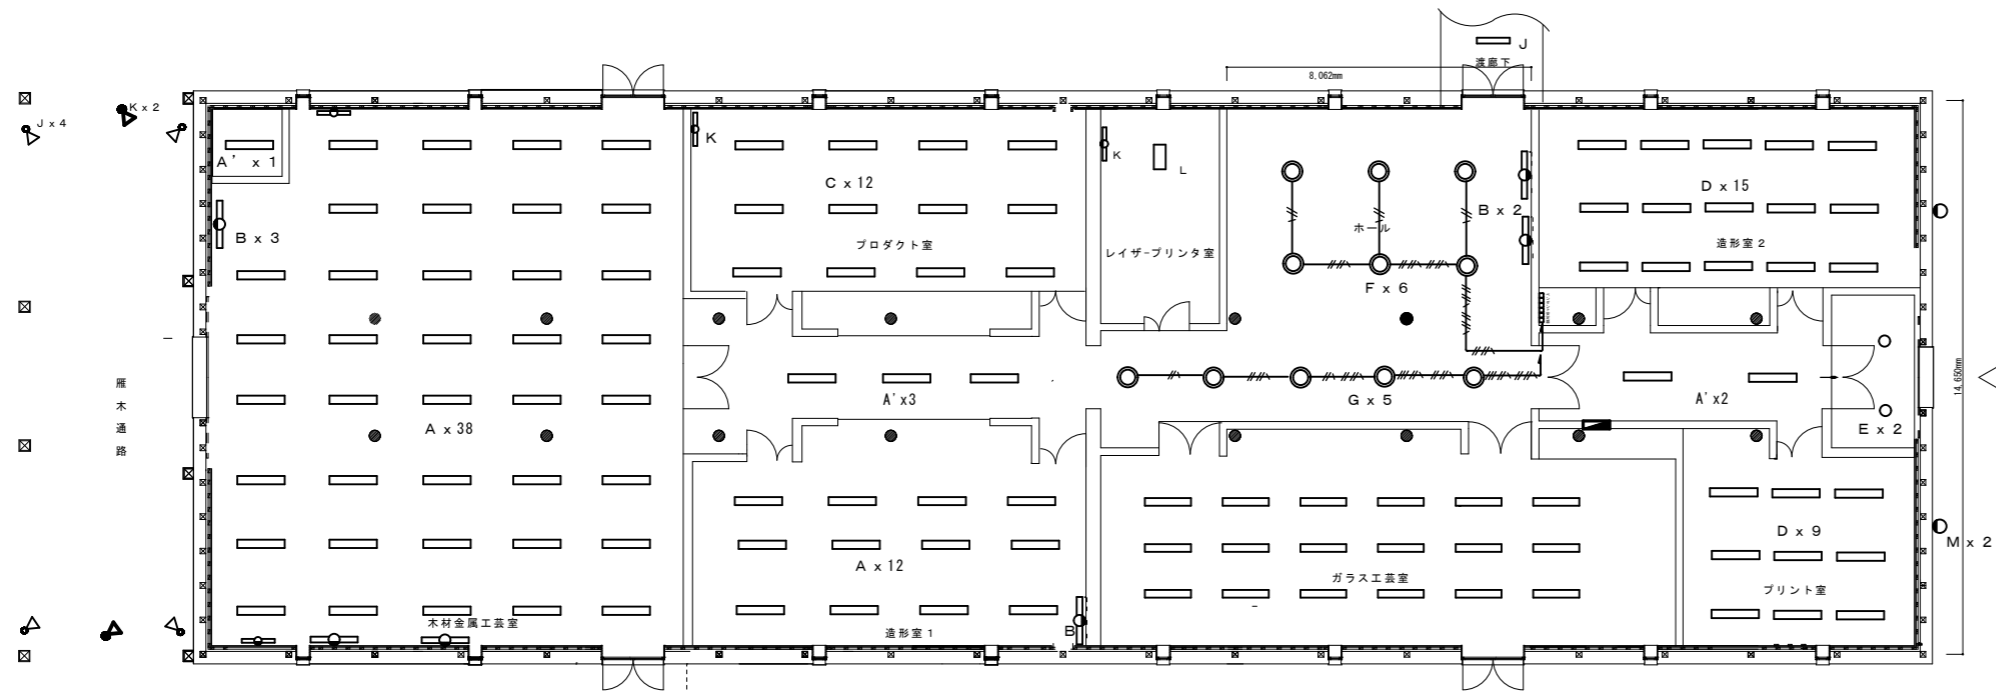 J
渡廊下
8,062mm
K x 2
J x 4
A' x 1
K
K
L
C x 12
D x 15
B x 3
B x 2
プロダクト室
レイザープリンタ室
ホール
造形室2
F x 6
雁木通路
A x 38
A'x3
G x 5
A'x2
14,650mm
E x 2
A x 12
D x 9
M x 2
ガラス工芸室
プリント室
木材金属工芸室
造形室1
B